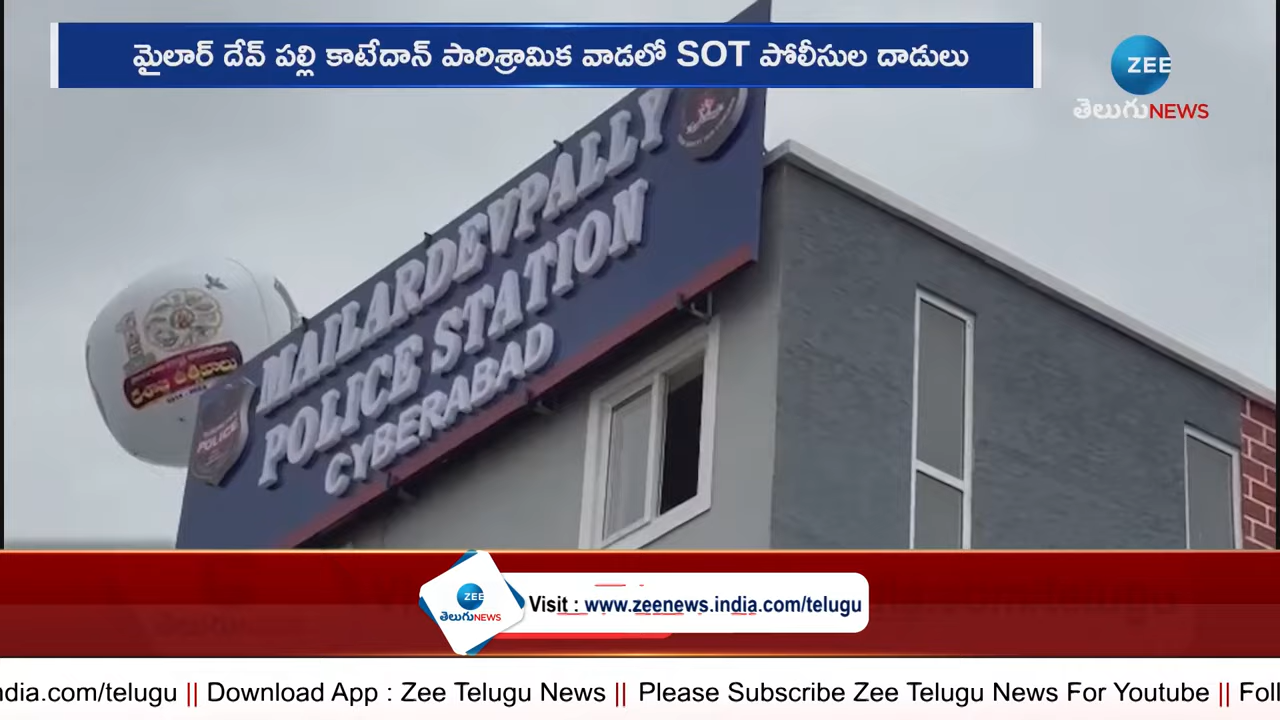 మైలార్ దేవ్ పల్లి కాటేదాన్ పారిశ్రామిక వాడలో SOT పోలీసుల దాడులు
ZEE
తెలుగు NEWS
MAILARDEVPALLY
POLICE STATION
CYBERABAD
POLICE
ZEE
తెలుగు NEWS
Visit : www.zeenews.india.com/telugu
ndia.com/telugu || Download App : Zee Telugu News || Please Subscribe Zee Telugu News For Youtube || Foll